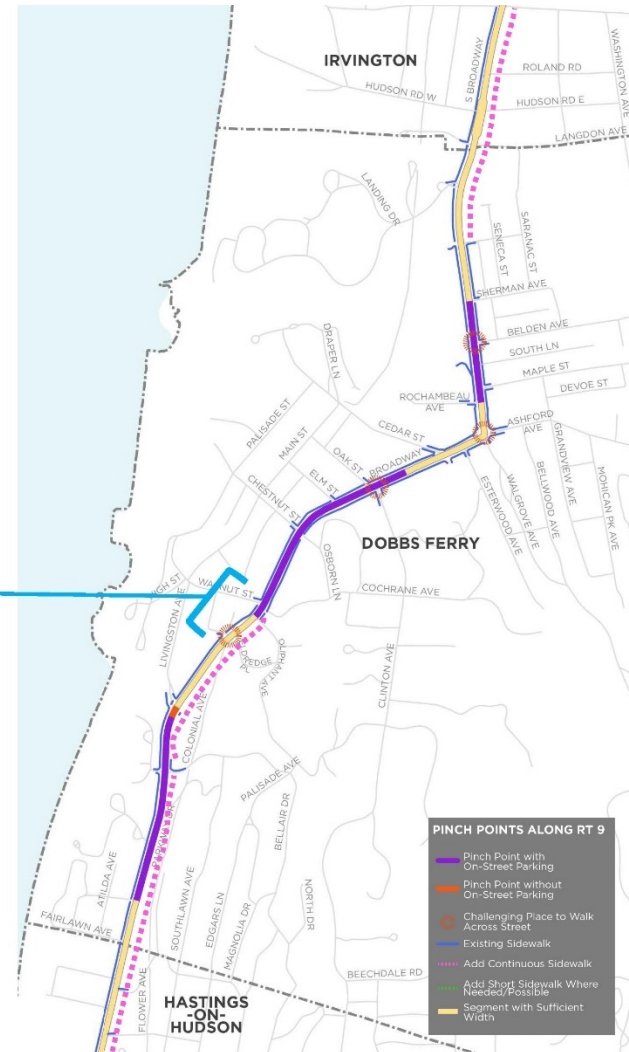 IRVINGTON
S BROADWAY
WASHINGTON AVE
ROLAND RD
HUDSON RD W
HUDSON RD E
LANGDON AVE
LANDING DR
SENECA ST
SARANAC ST
SHERMAN AVE
BELDEN AVE
SOUTH LN
MAPLE ST
DEVOE ST
DRAPER LN
ROCHAMBEAU
AVE
ASHFORD
AVE
PALISADE ST
CEDAR ST
MAIN ST
BROADWAY
OAK ST
ELM ST
CHESTNUT ST
GRANDVIEW AVE
BELLWOOD AVE
WALGROVE AVE
ESTERWOOD AVE
MOHICAN PK AVE
DOBBS FERRY
OSBORN LN
HIGH ST
WALNUT ST
COCHRANE AVE
LIVINGSTON AVE
OLIPHANT AVE
CLINTON AVE
COLONIAL AVE
PALISADE AVE
BELLAIR DR
ATILDA AVE
SOUTHLAWN AVE
EDGARS LN
MAGNOLIA DR
NORTH DR
FAIRLAWN AVE
FLOWER AVE
BEECHDALE RD
HASTINGS
-ON-
HUDSON
PINCH POINTS ALONG RT 9
Pinch Point with
On-Street Parking
Pinch Point without
On-Street Parking
Challenging Place to Walk
Across Street
Existing Sidewalk
Add Continuous Sidewalk
Add Short Sidewalk Where
Needed/Possible
Segment with Sufficient
Width